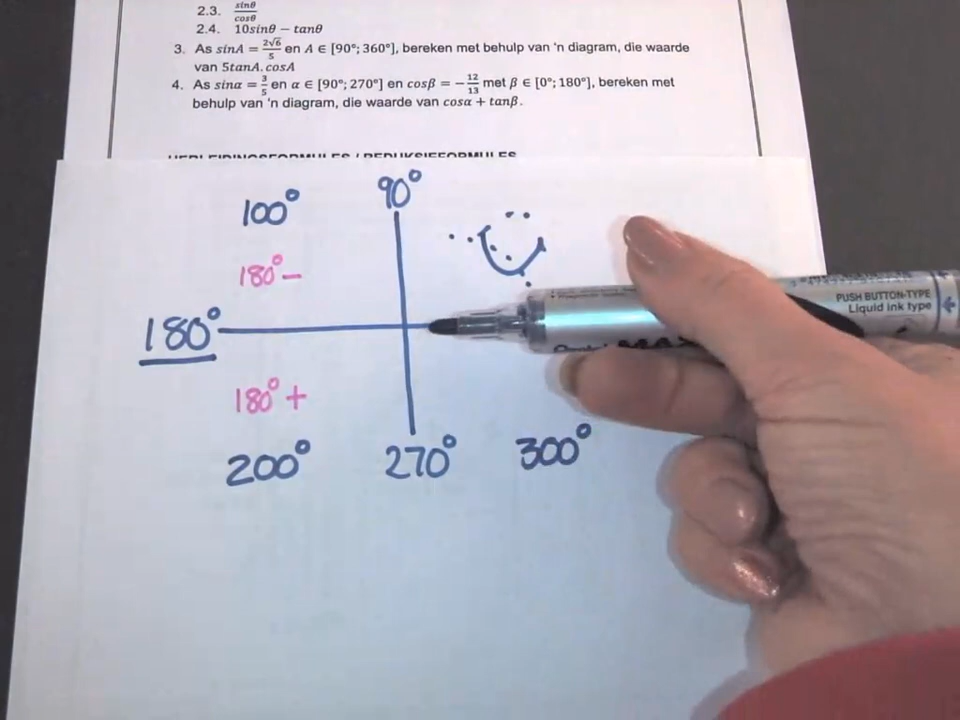 2.3. sinθ/cosθ
2.4. 10sinθ − tanθ
3. As sinA = 2√6/5 en A ∈ [90°; 360°], bereken met behulp van 'n diagram, die waarde
van 5tanA. cosA
4. As sinα = 3/5 en α ∈ [90°; 270°] en cosβ = −12/13 met β ∈ [0°; 180°], bereken met
behulp van 'n diagram, die waarde van cosα + tanβ.
90°
100°
180°−
180°
180°+
200°
270°
300°
PUSH BUTTON-TYPE
Liquid ink type